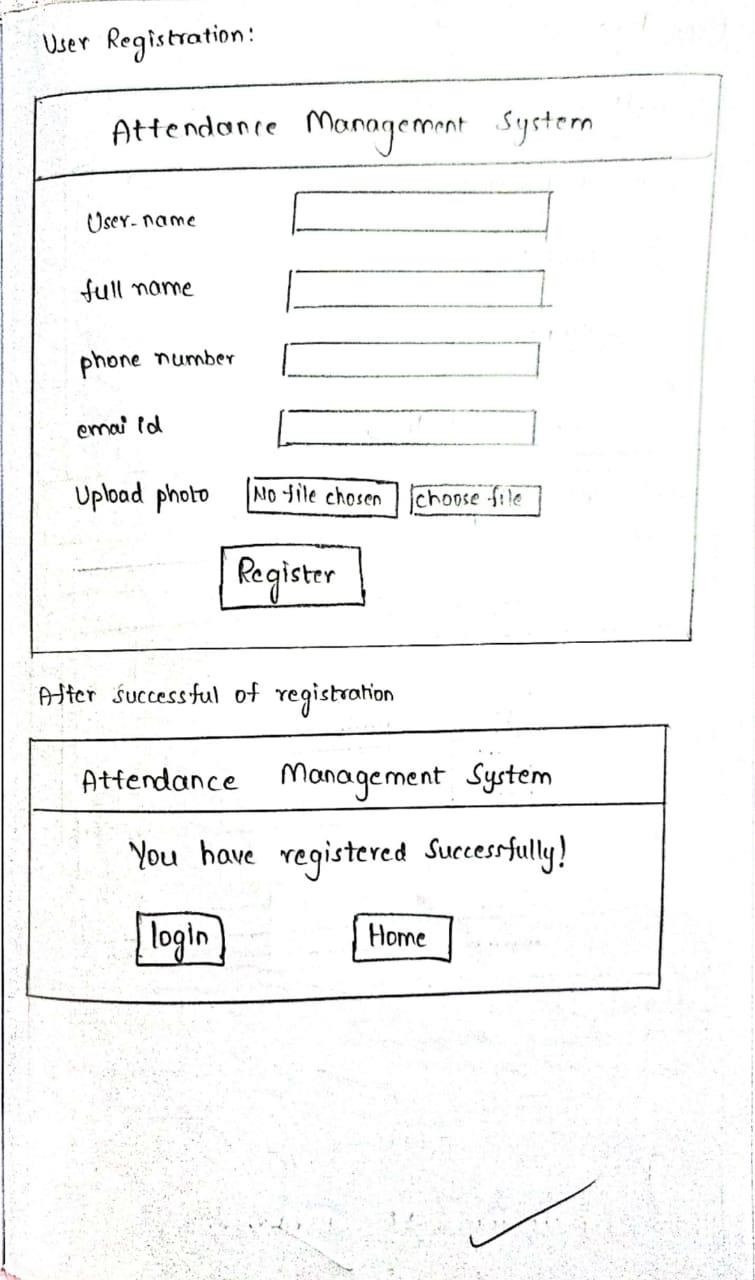 User Registration:
Attendance Management System
User-name
full name
phone number
emai Id
Upload photo No file chosen choose file
Register
After successful of registration
Attendance Management System
You have registered Successfully!
login Home